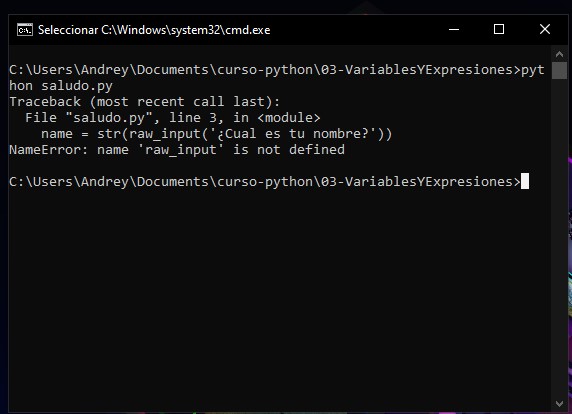 Seleccionar C:\Windows\system32\cmd.exe
C:\Users\Andrey\Documents\curso-python\03-VariablesYExpresiones>pyt
hon saludo.py
Traceback (most recent call last):
  File "saludo.py", line 3, in <module>
    name = str(raw_input('¿Cual es tu nombre?'))
NameError: name 'raw_input' is not defined
C:\Users\Andrey\Documents\curso-python\03-VariablesYExpresiones>